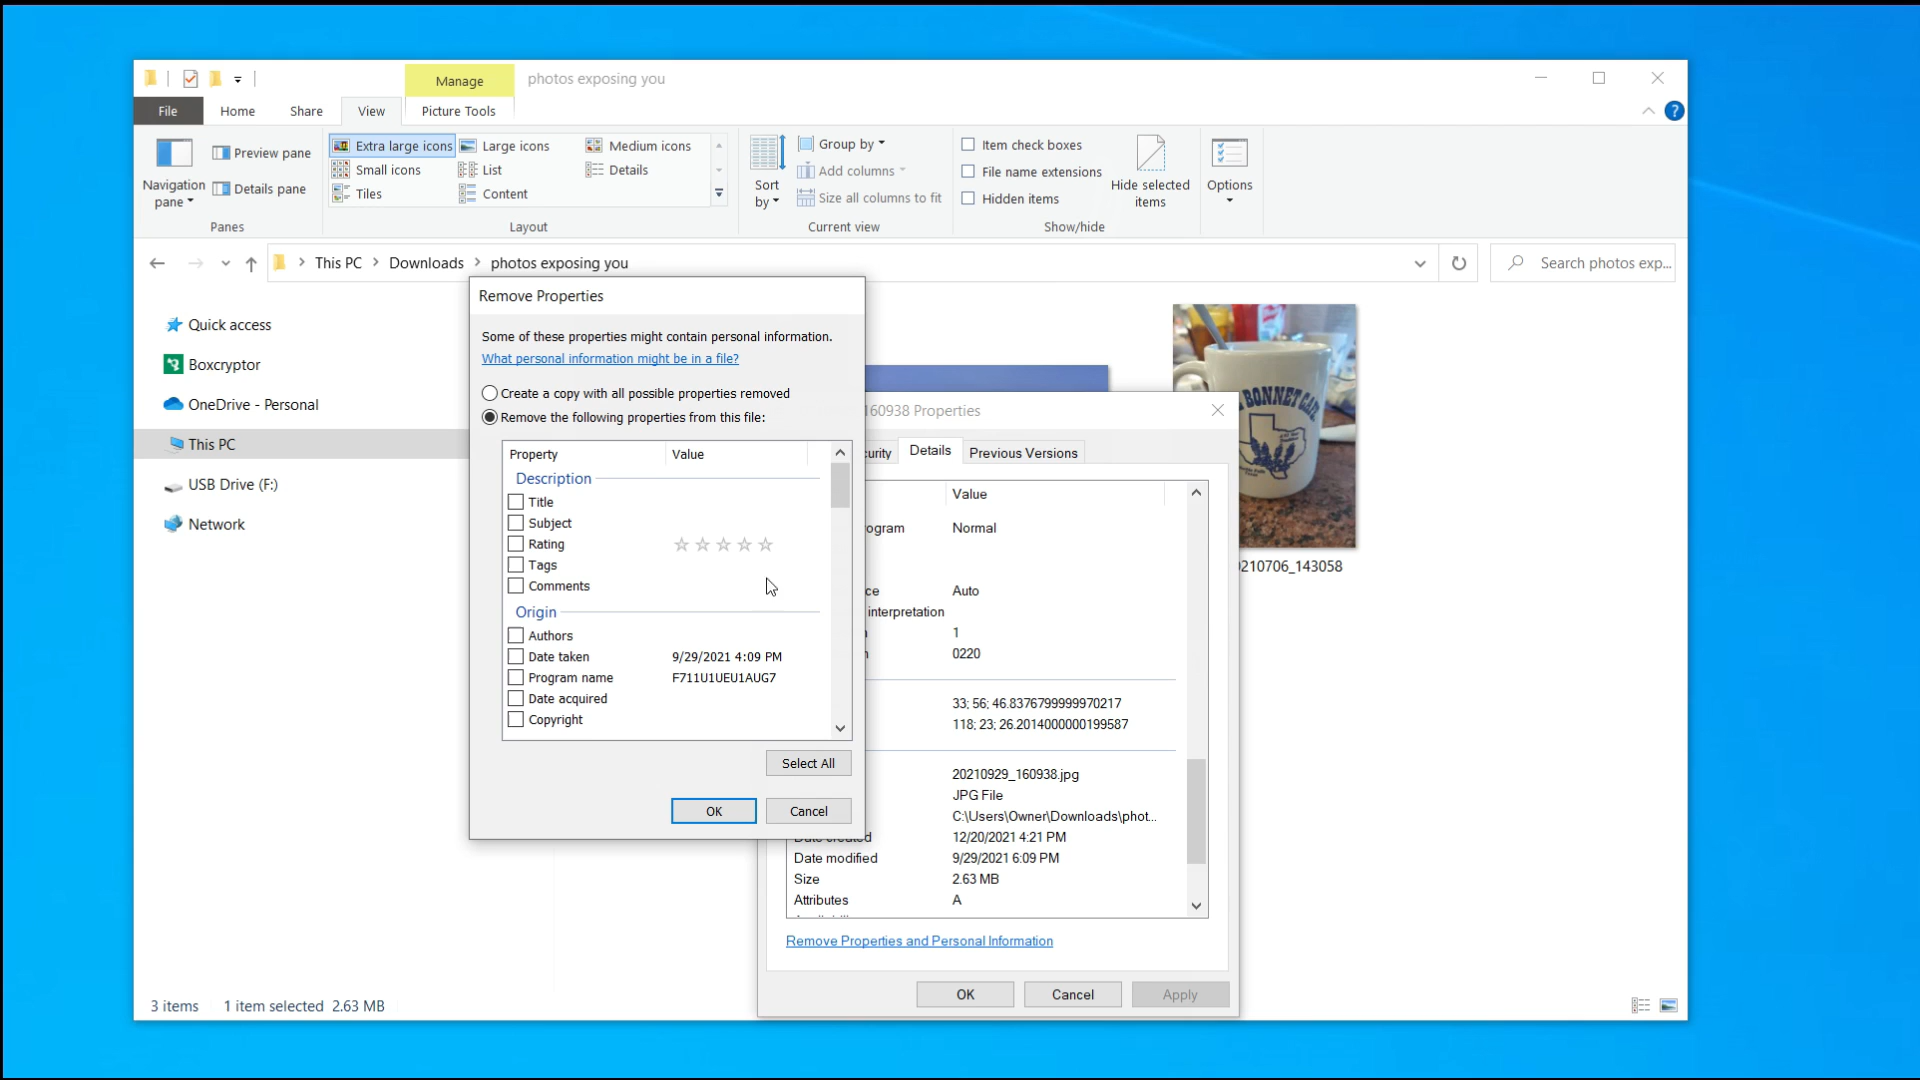 Manage
photos exposing you
File
Home
Share
View
Picture Tools
Navigation pane
Preview pane
Details pane
Panes
Extra large icons
Large icons
Medium icons
Small icons
List
Details
Tiles
Content
Layout
Sort by
Group by
Add columns
Size all columns to fit
Current view
Item check boxes
File name extensions
Hidden items
Hide selected items
Show/hide
Options
This PC
Downloads
photos exposing you
Search photos exp...
Quick access
Boxcryptor
OneDrive - Personal
This PC
USB Drive (F:)
Network
Remove Properties
Some of these properties might contain personal information.
What personal information might be in a file?
Create a copy with all possible properties removed
Remove the following properties from this file:
Property Value
Description
Title
Subject
Rating
Tags
Comments
Origin
Authors
Date taken 9/29/2021 4:09 PM
Program name F711U1UEU1AUG7
Date acquired
Copyright
Select All
OK
Cancel
160938 Properties
curity
Details
Previous Versions
Value
ogram Normal
ce Auto
interpretation
1
0220
33; 56; 46.8376799999970217
118; 23; 26.2014000000199587
20210929_160938.jpg
JPG File
C:\Users\Owner\Downloads\phot...
Date created 12/20/2021 4:21 PM
Date modified 9/29/2021 6:09 PM
Size 2.63 MB
Attributes A
Remove Properties and Personal Information
OK
Cancel
Apply
BONNET CAFE
210706_143058
3 items
1 item selected 2.63 MB